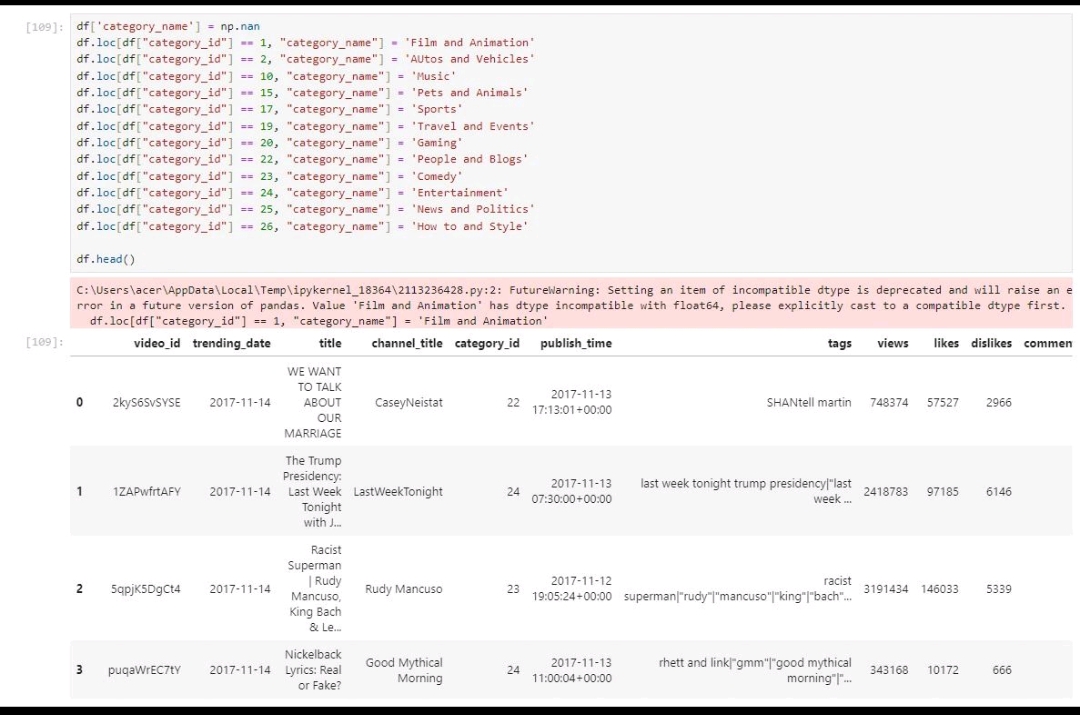 [109]: df['category_name'] = np.nan
df.loc[df["category_id"] == 1, "category_name"] = 'Film and Animation'
df.loc[df["category_id"] == 2, "category_name"] = 'AUtos and Vehicles'
df.loc[df["category_id"] == 10, "category_name"] = 'Music'
df.loc[df["category_id"] == 15, "category_name"] = 'Pets and Animals'
df.loc[df["category_id"] == 17, "category_name"] = 'Sports'
df.loc[df["category_id"] == 19, "category_name"] = 'Travel and Events'
df.loc[df["category_id"] == 20, "category_name"] = 'Gaming'
df.loc[df["category_id"] == 22, "category_name"] = 'People and Blogs'
df.loc[df["category_id"] == 23, "category_name"] = 'Comedy'
df.loc[df["category_id"] == 24, "category_name"] = 'Entertainment'
df.loc[df["category_id"] == 25, "category_name"] = 'News and Politics'
df.loc[df["category_id"] == 26, "category_name"] = 'How to and Style'
df.head()
C:\Users\acer\AppData\Local\Temp\ipykernel_18364\2113236428.py:2: FutureWarning: Setting an item of incompatible dtype is deprecated and will raise an e
rror in a future version of pandas. Value 'Film and Animation' has dtype incompatible with float64, please explicitly cast to a compatible dtype first.
df.loc[df["category_id"] == 1, "category_name"] = 'Film and Animation'
[109]: video_id trending_date title channel_title category_id publish_time tags views likes dislikes commen
WE WANT
TO TALK
0 2kyS6SvSYSE 2017-11-14 ABOUT CaseyNeistat 22 2017-11-13 17:13:01+00:00 SHANtell martin 748374 57527 2966
OUR
MARRIAGE
The Trump
Presidency:
1 1ZAPwfrtAFY 2017-11-14 Last Week LastWeekTonight 24 2017-11-13 07:30:00+00:00 last week tonight trump presidency|"last week ... 2418783 97185 6146
Tonight
with J...
Racist
Superman
| Rudy
2 5qpjK5DgCt4 2017-11-14 Mancuso, Rudy Mancuso 23 2017-11-12 19:05:24+00:00 racist superman|"rudy"|"mancuso"|"king"|"bach"... 3191434 146033 5339
King Bach
& Le...
Nickelback
3 puqaWrEC7tY 2017-11-14 Lyrics: Real Good Mythical Morning 24 2017-11-13 11:00:04+00:00 rhett and link|"gmm"|"good mythical morning"|"... 343168 10172 666
or Fake?